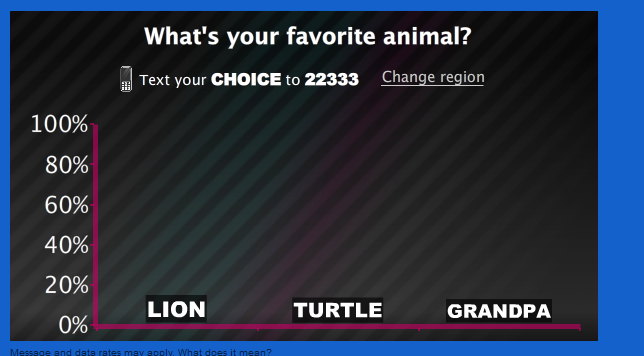 What's your favorite animal?
Text your CHOICE to 22333 Change region
100%
80%
60%
40%
20%
0%
LION TURTLE GRANDPA
Message and data rates may apply. What does it mean?